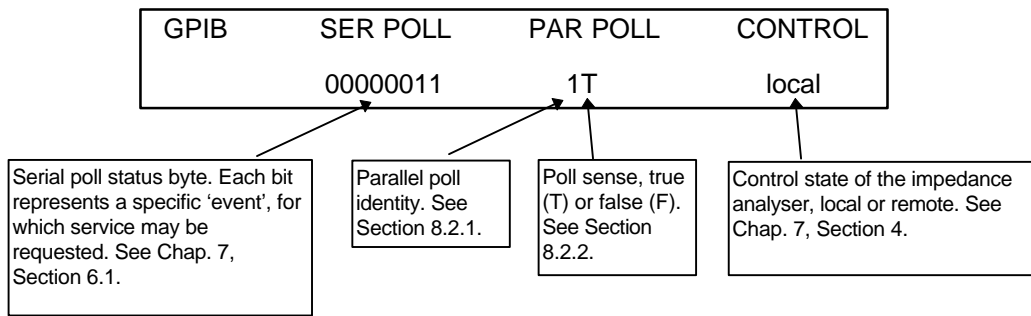 GPIB SER POLL PAR POLL CONTROL
00000011 1T local
Serial poll status byte. Each bit
represents a specific ‘event’, for
which service may be
requested. See Chap. 7,
Section 6.1.
Parallel poll
identity. See
Section 8.2.1.
Poll sense, true
(T) or false (F).
See Section
8.2.2.
Control state of the impedance
analyser, local or remote. See
Chap. 7, Section 4.